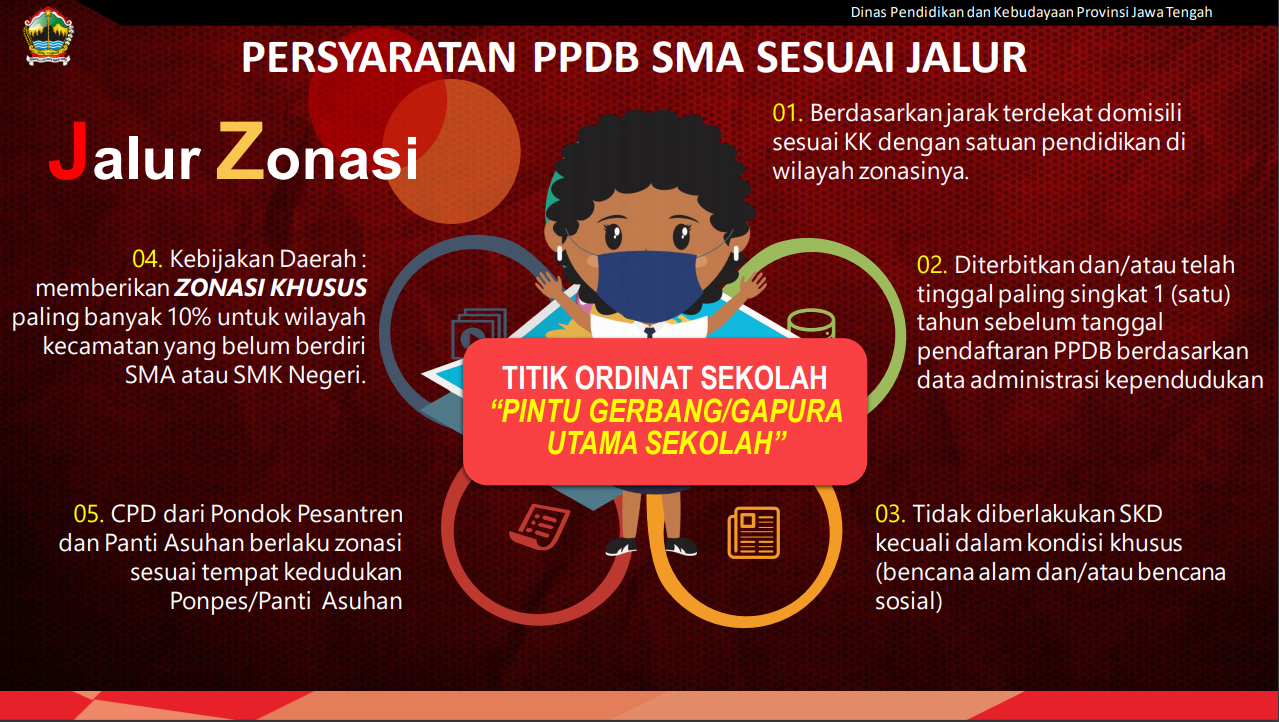 Dinas Pendidikan dan Kebudayaan Provinsi Jawa Tengah
PERSYARATAN PPDB SMA SESUAI JALUR
Jalur Zonasi
01. Berdasarkan jarak terdekat domisili
sesuai KK dengan satuan pendidikan di
wilayah zonasinya.
02. Diterbitkan dan/atau telah
tinggal paling singkat 1 (satu)
tahun sebelum tanggal
pendaftaran PPDB berdasarkan
data administrasi kependudukan
03. Tidak diberlakukan SKD
kecuali dalam kondisi khusus
(bencana alam dan/atau bencana
sosial)
04. Kebijakan Daerah :
memberikan ZONASI KHUSUS
paling banyak 10% untuk wilayah
kecamatan yang belum berdiri
SMA atau SMK Negeri.
05. CPD dari Pondok Pesantren
dan Panti Asuhan berlaku zonasi
sesuai tempat kedudukan
Ponpes/Panti Asuhan
TITIK ORDINAT SEKOLAH
“PINTU GERBANG/GAPURA
UTAMA SEKOLAH”